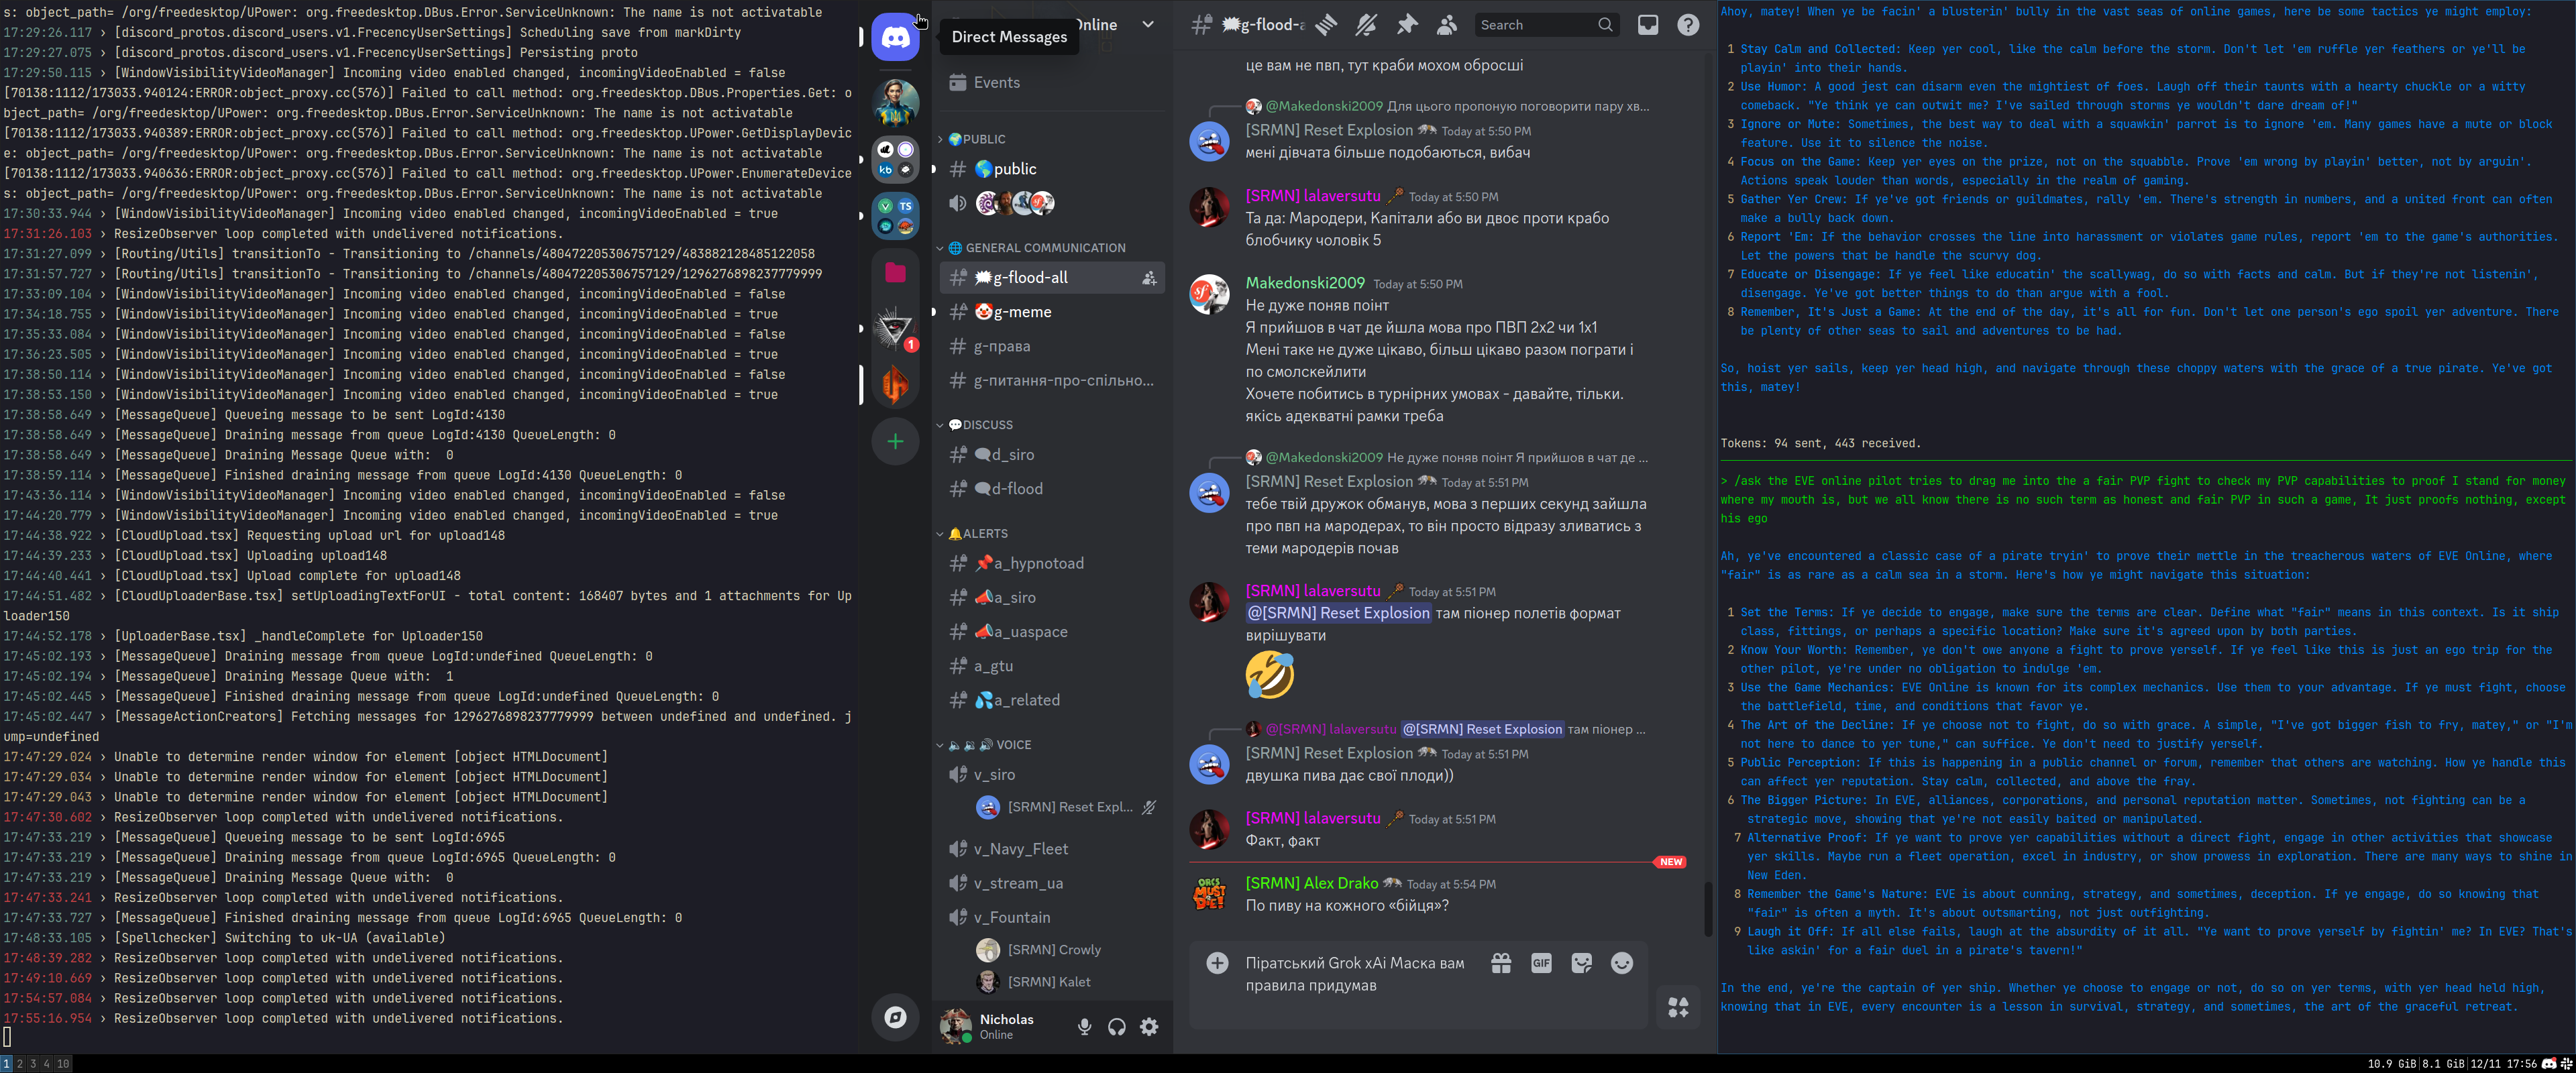 s: object_path= /org/freedesktop/UPower: org.freedesktop.DBus.Error.ServiceUnknown: The name is not activatable
17:29:26.117 › [discord_protos.discord_users.v1.FrecencyUserSettings] Scheduling save from markDirty
17:29:27.075 › [discord_protos.discord_users.v1.FrecencyUserSettings] Persisting proto
17:29:50.115 › [WindowVisibilityVideoManager] Incoming video enabled changed, incomingVideoEnabled = false
[70138:1112/173033.940124:ERROR:object_proxy.cc(576)] Failed to call method: org.freedesktop.DBus.Properties.Get: o
bject_path= /org/freedesktop/UPower: org.freedesktop.DBus.Error.ServiceUnknown: The name is not activatable
[70138:1112/173033.940389:ERROR:object_proxy.cc(576)] Failed to call method: org.freedesktop.UPower.GetDisplayDevic
e: object_path= /org/freedesktop/UPower: org.freedesktop.DBus.Error.ServiceUnknown: The name is not activatable
[70138:1112/173033.940636:ERROR:object_proxy.cc(576)] Failed to call method: org.freedesktop.UPower.EnumerateDevice
s: object_path= /org/freedesktop/UPower: org.freedesktop.DBus.Error.ServiceUnknown: The name is not activatable
17:30:33.944 › [WindowVisibilityVideoManager] Incoming video enabled changed, incomingVideoEnabled = true
17:31:26.103 › ResizeObserver loop completed with undelivered notifications.
17:31:27.099 › [Routing/Utils] transitionTo - Transitioning to /channels/480472205306757129/483882128485122058
17:31:57.727 › [Routing/Utils] transitionTo - Transitioning to /channels/480472205306757129/1296276898237779999
17:33:09.104 › [WindowVisibilityVideoManager] Incoming video enabled changed, incomingVideoEnabled = false
17:34:18.755 › [WindowVisibilityVideoManager] Incoming video enabled changed, incomingVideoEnabled = true
17:35:33.084 › [WindowVisibilityVideoManager] Incoming video enabled changed, incomingVideoEnabled = false
17:36:23.505 › [WindowVisibilityVideoManager] Incoming video enabled changed, incomingVideoEnabled = true
17:38:50.114 › [WindowVisibilityVideoManager] Incoming video enabled changed, incomingVideoEnabled = false
17:38:53.150 › [WindowVisibilityVideoManager] Incoming video enabled changed, incomingVideoEnabled = true
17:38:58.649 › [MessageQueue] Queueing message to be sent LogId:4130
17:38:58.649 › [MessageQueue] Draining message from queue LogId:4130 QueueLength: 0
17:38:58.649 › [MessageQueue] Draining Message Queue with:  0
17:38:59.114 › [MessageQueue] Finished draining message from queue LogId:4130 QueueLength: 0
17:43:36.114 › [WindowVisibilityVideoManager] Incoming video enabled changed, incomingVideoEnabled = false
17:44:20.779 › [WindowVisibilityVideoManager] Incoming video enabled changed, incomingVideoEnabled = true
17:44:38.922 › [CloudUpload.tsx] Requesting upload url for upload148
17:44:39.233 › [CloudUpload.tsx] Uploading upload148
17:44:40.441 › [CloudUpload.tsx] Upload complete for upload148
17:44:51.482 › [CloudUploaderBase.tsx] setUploadingTextForUI - total content: 168407 bytes and 1 attachments for Up
loader150
17:44:52.178 › [UploaderBase.tsx] _handleComplete for Uploader150
17:45:02.193 › [MessageQueue] Draining message from queue LogId:undefined QueueLength: 0
17:45:02.194 › [MessageQueue] Draining Message Queue with:  1
17:45:02.445 › [MessageQueue] Finished draining message from queue LogId:undefined QueueLength: 0
17:45:02.447 › [MessageActionCreators] Fetching messages for 1296276898237779999 between undefined and undefined. j
ump=undefined
17:47:29.024 › Unable to determine render window for element [object HTMLDocument]
17:47:29.034 › Unable to determine render window for element [object HTMLDocument]
17:47:29.043 › Unable to determine render window for element [object HTMLDocument]
17:47:30.602 › ResizeObserver loop completed with undelivered notifications.
17:47:33.219 › [MessageQueue] Queueing message to be sent LogId:6965
17:47:33.219 › [MessageQueue] Draining message from queue LogId:6965 QueueLength: 0
17:47:33.219 › [MessageQueue] Draining Message Queue with:  0
17:47:33.241 › ResizeObserver loop completed with undelivered notifications.
17:47:33.727 › [MessageQueue] Finished draining message from queue LogId:6965 QueueLength: 0
17:48:33.105 › [Spellchecker] Switching to uk-UA (available)
17:48:39.282 › ResizeObserver loop completed with undelivered notifications.
17:49:10.669 › ResizeObserver loop completed with undelivered notifications.
17:54:57.084 › ResizeObserver loop completed with undelivered notifications.
17:55:16.954 › ResizeObserver loop completed with undelivered notifications.
1 2 3 4 10
Direct Messages
kb
TS
1
Online
Events
PUBLIC
public
GENERAL COMMUNICATION
g-flood-all
g-meme
g-права
g-питання-про-спільно...
DISCUSS
d_siro
d-flood
ALERTS
a_hypnotoad
a_siro
a_uaspace
a_gtu
a_related
VOICE
v_siro
[SRMN] Reset Expl...
v_Navy_Fleet
v_stream_ua
v_Fountain
[SRMN] Crowly
[SRMN] Kalet
Nicholas
Online
g-flood-a
Search
це вам не пвп, тут краби мохом обросші
@Makedonski2009 Для цього пропоную поговорити пару хв...
[SRMN] Reset Explosion Today at 5:50 PM
мені дівчата більше подобаються, вибач
[SRMN] lalaversutu Today at 5:50 PM
Та да: Мародери, Капітали або ви двоє проти крабо
блобчику чоловік 5
Makedonski2009 Today at 5:50 PM
Не дуже поняв поінт
Я прийшов в чат де йшла мова про ПВП 2х2 чи 1х1
Мені таке не дуже цікаво, більш цікаво разом пограти і
по смолскейлити
Хочете побитись в турнірних умовах - давайте, тільки.
якісь адекватні рамки треба
@Makedonski2009 Не дуже поняв поінт Я прийшов в чат де ...
[SRMN] Reset Explosion Today at 5:51 PM
тебе твій дружок обманув, мова з перших секунд зайшла
про пвп на мародерах, то він просто відразу зливатись з
теми мародерів почав
[SRMN] lalaversutu Today at 5:51 PM
@[SRMN] Reset Explosion там піонер полетів формат
вирішувати
@[SRMN] lalaversutu @[SRMN] Reset Explosion там піонер ...
[SRMN] Reset Explosion Today at 5:51 PM
двушка пива дає свої плоди))
[SRMN] lalaversutu Today at 5:51 PM
Факт, факт
NEW
ORCS MUST DIE!
[SRMN] Alex Drako Today at 5:54 PM
По пиву на кожного «бійця»?
Піратський Grok xAi Маска вам
правила придумав
GIF
Ahoy, matey! When ye be facin' a blusterin' bully in the vast seas of online games, here be some tactics ye might employ:
1 Stay Calm and Collected: Keep yer cool, like the calm before the storm. Don't let 'em ruffle yer feathers or ye'll be
playin' into their hands.
2 Use Humor: A good jest can disarm even the mightiest of foes. Laugh off their taunts with a hearty chuckle or a witty
comeback. "Ye think ye can outwit me? I've sailed through storms ye wouldn't dare dream of!"
3 Ignore or Mute: Sometimes, the best way to deal with a squawkin' parrot is to ignore 'em. Many games have a mute or block
feature. Use it to silence the noise.
4 Focus on the Game: Keep yer eyes on the prize, not on the squabble. Prove 'em wrong by playin' better, not by arguin'.
Actions speak louder than words, especially in the realm of gaming.
5 Gather Yer Crew: If ye've got friends or guildmates, rally 'em. There's strength in numbers, and a united front can often
make a bully back down.
6 Report 'Em: If the behavior crosses the line into harassment or violates game rules, report 'em to the game's authorities.
Let the powers that be handle the scurvy dog.
7 Educate or Disengage: If ye feel like educatin' the scallywag, do so with facts and calm. But if they're not listenin',
disengage. Ye've got better things to do than argue with a fool.
8 Remember, It's Just a Game: At the end of the day, it's all for fun. Don't let one person's ego spoil yer adventure. There
be plenty of other seas to sail and adventures to be had.
So, hoist yer sails, keep yer head high, and navigate through these choppy waters with the grace of a true pirate. Ye've got
this, matey!
Tokens: 94 sent, 443 received.
> /ask the EVE online pilot tries to drag me into the a fair PVP fight to check my PVP capabilities to proof I stand for money
where my mouth is, but we all know there is no such term as honest and fair PVP in such a game, It just proofs nothing, except
his ego
Ah, ye've encountered a classic case of a pirate tryin' to prove their mettle in the treacherous waters of EVE Online, where
"fair" is as rare as a calm sea in a storm. Here's how ye might navigate this situation:
1 Set the Terms: If ye decide to engage, make sure the terms are clear. Define what "fair" means in this context. Is it ship
class, fittings, or perhaps a specific location? Make sure it's agreed upon by both parties.
2 Know Your Worth: Remember, ye don't owe anyone a fight to prove yerself. If ye feel like this is just an ego trip for the
other pilot, ye're under no obligation to indulge 'em.
3 Use the Game Mechanics: EVE Online is known for its complex mechanics. Use them to your advantage. If ye must fight, choose
the battlefield, time, and conditions that favor ye.
4 The Art of the Decline: If ye choose not to fight, do so with grace. A simple, "I've got bigger fish to fry, matey," or "I'm
not here to dance to yer tune," can suffice. Ye don't need to justify yerself.
5 Public Perception: If this is happening in a public channel or forum, remember that others are watching. How ye handle this
can affect yer reputation. Stay calm, collected, and above the fray.
6 The Bigger Picture: In EVE, alliances, corporations, and personal reputation matter. Sometimes, not fighting can be a
strategic move, showing that ye're not easily baited or manipulated.
7 Alternative Proof: If ye want to prove yer capabilities without a direct fight, engage in other activities that showcase
yer skills. Maybe run a fleet operation, excel in industry, or show prowess in exploration. There are many ways to shine in
New Eden.
8 Remember the Game's Nature: EVE is about cunning, strategy, and sometimes, deception. If ye engage, do so knowing that
"fair" is often a myth. It's about outsmarting, not just outfighting.
9 Laugh it Off: If all else fails, laugh at the absurdity of it all. "Ye want to prove yerself by fightin' me? In EVE? That's
like askin' for a fair duel in a pirate's tavern!"
In the end, ye're the captain of yer ship. Whether ye choose to engage or not, do so on yer terms, with yer head held high,
knowing that in EVE, every encounter is a lesson in survival, strategy, and sometimes, the art of the graceful retreat.
10.9 GiB|8.1 GiB|12/11 17:56